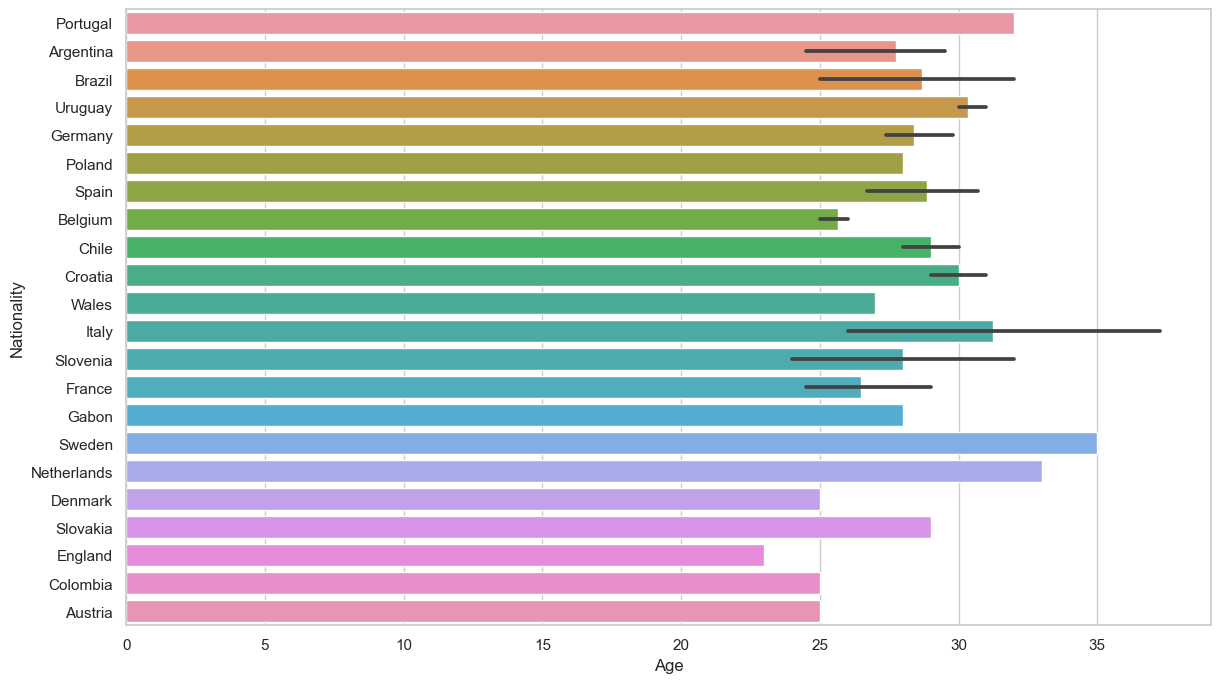 Portugal
Argentina
Brazil
Uruguay
Germany
Poland
Spain
Belgium
Chile
Croatia
Wales
Italy
Slovenia
France
Gabon
Sweden
Netherlands
Denmark
Slovakia
England
Colombia
Austria
Nationality
0 5 10 15 20 25 30 35
Age